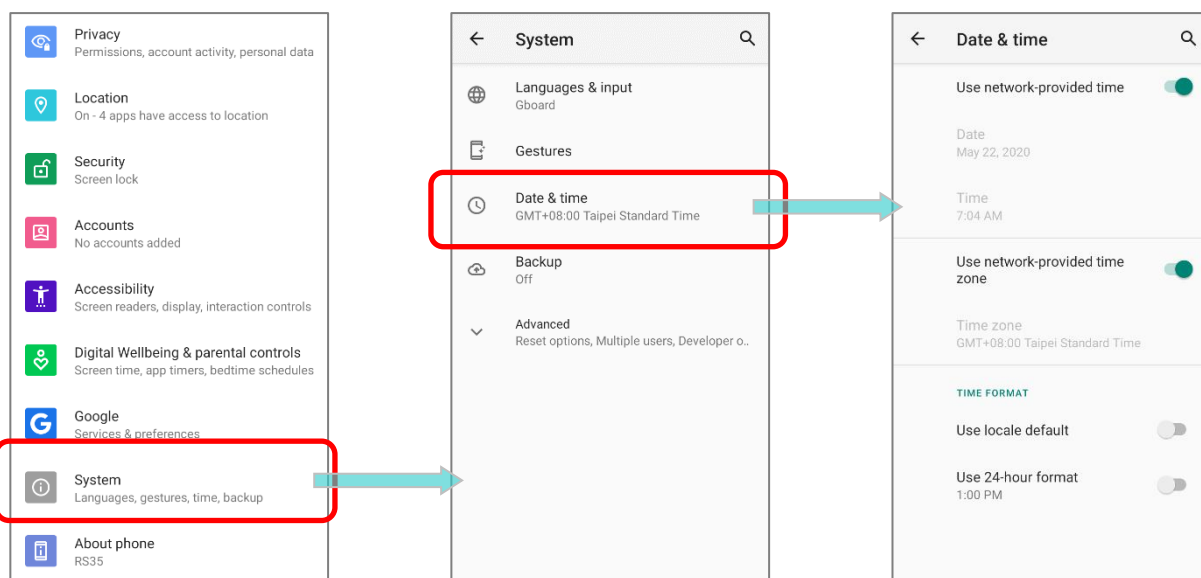 Privacy
Permissions, account activity, personal data
Location
On - 4 apps have access to location
Security
Screen lock
Accounts
No accounts added
Accessibility
Screen readers, display, interaction controls
Digital Wellbeing & parental controls
Screen time, app timers, bedtime schedules
Google
Services & preferences
System
Languages, gestures, time, backup
About phone
RS35
System
Languages & input
Gboard
Gestures
Date & time
GMT+08:00 Taipei Standard Time
Backup
Off
Advanced
Reset options, Multiple users, Developer o..
Date & time
Use network-provided time
Date
May 22, 2020
Time
7:04 AM
Use network-provided time
zone
Time zone
GMT+08:00 Taipei Standard Time
TIME FORMAT
Use locale default
Use 24-hour format
1:00 PM